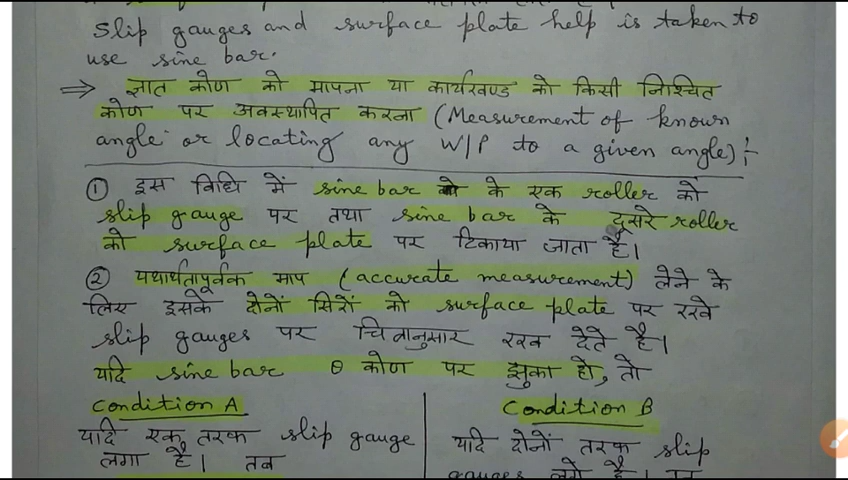 slip gauges and surface plate help is taken to
use sine bar.
⇒ ज्ञात कोण को मापना या कार्यखण्ड को किसी निश्चित
कोण पर अवस्थापित करना (Measurement of known
angle or locating any W/P to a given angle) :-
① इस विधि में sine bar के एक roller को
slip gauge पर तथा sine bar के दूसरे roller
को surface plate पर टिकाया जाता है।
② यथार्थतापूर्वक माप (accurate measurement) लेने के
लिए इसके दोनों सिरों को surface plate पर रखे
slip gauges पर चित्रानुसार रख देते है।
यदि sine bar θ कोण पर झुका हो, तो
Condition A
यदि एक तरफ slip gauge
लगा है। तब
Condition B
यदि दोनों तरफ slip
gauges लगे है।